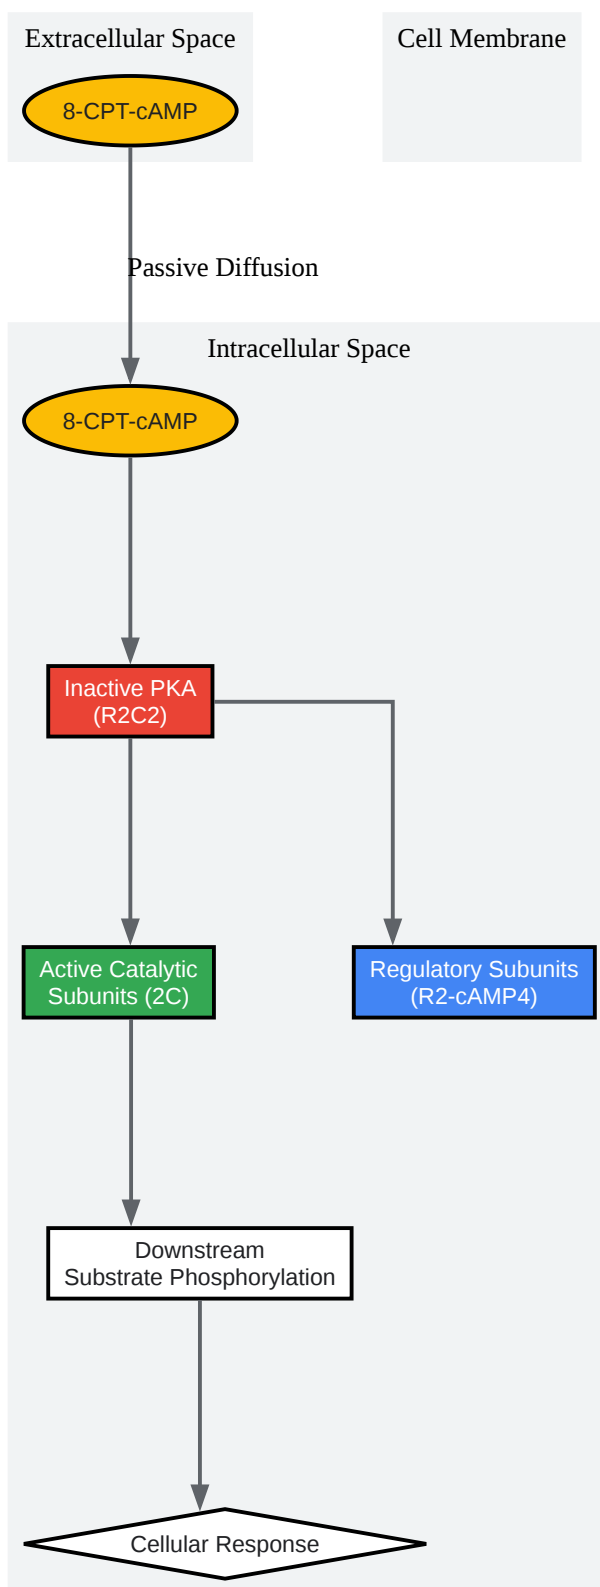 Extracellular Space
Cell Membrane
8-CPT-cAMP
Passive Diffusion
Intracellular Space
8-CPT-cAMP
Inactive PKA
(R2C2)
Active Catalytic
Subunits (2C)
Regulatory Subunits
(R2-cAMP4)
Downstream
Substrate Phosphorylation
Cellular Response